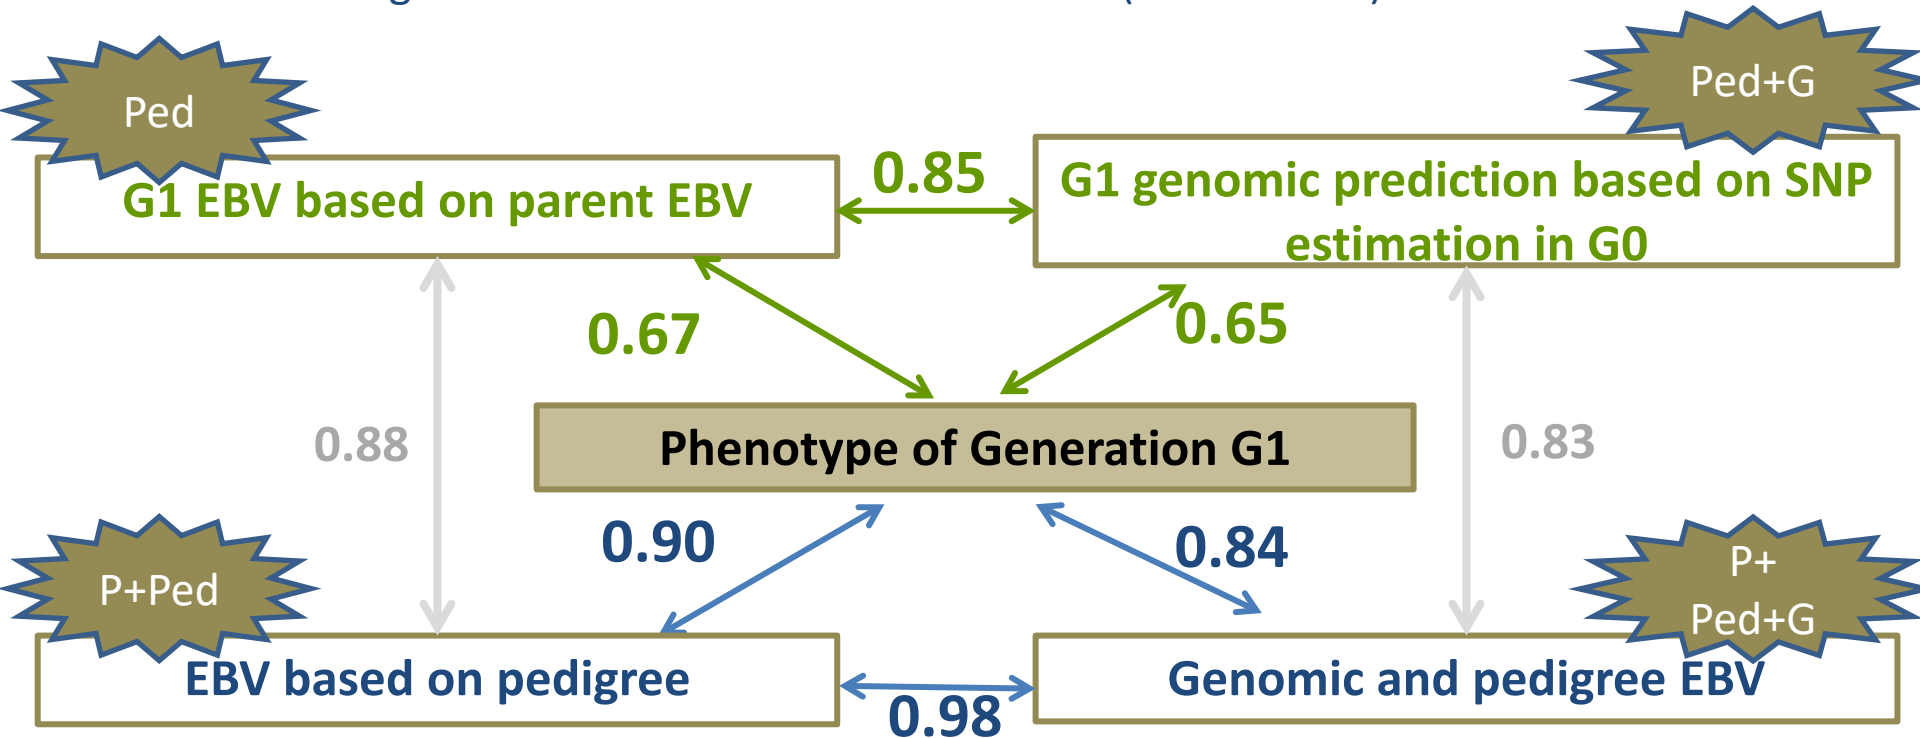 Ped
Ped+G
G1 EBV based on parent EBV
0.85
G1 genomic prediction based on SNP
estimation in G0
0.67
0.65
0.88
Phenotype of Generation G1
0.83
0.90
0.84
P+Ped
P+
Ped+G
EBV based on pedigree
0.98
Genomic and pedigree EBV